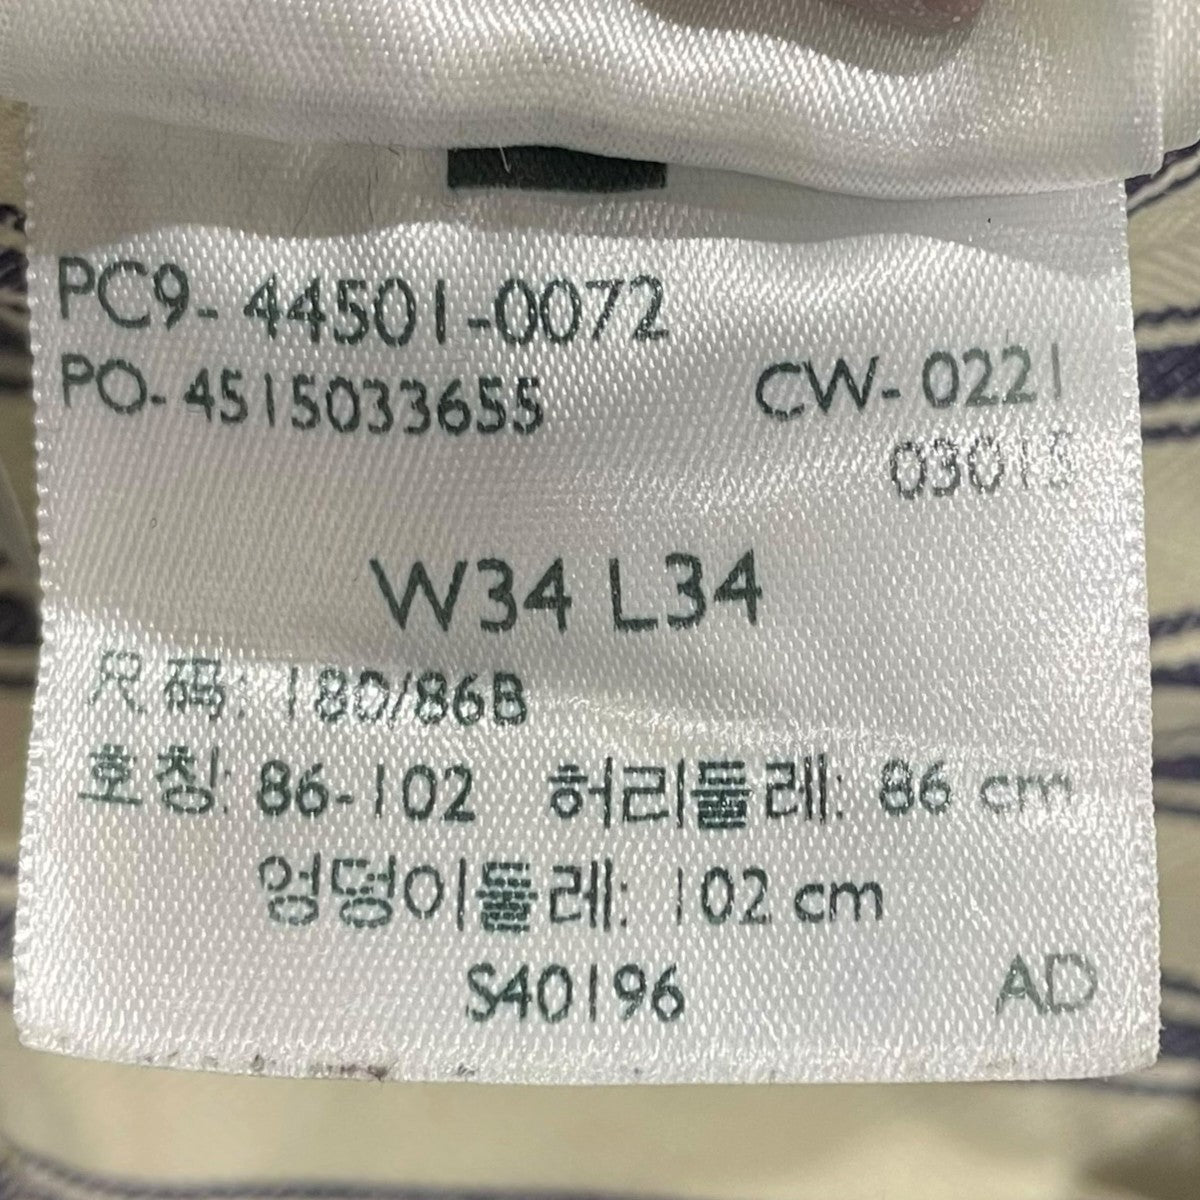 PC9-44501-0072
PO-4515033655 CW-0221
03015
W34 L34
尺码: 180/86B
호칭: 86-102 허리둘레: 86 cm
엉덩이둘레: 102 cm
S40196 AD